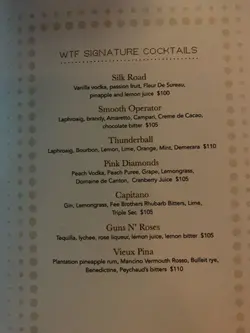 WTF SIGNATURE COCKTAILS
Silk Road
Vanilla vodka, passion fruit, Fleur De Sureau,
pinapple and lemon juice $100
Smooth Operator
Laphroaig, brandy, Amaretto, Campari, Creme de Cacao,
chocolate bitter $105
Thunderball
Laphroaig, Bourbon, Lemon, Lime, Orange, Mint, Demerara $110
Pink Diamonds
Peach Vodka, Peach Puree, Grape, Lemongrass,
Domaine de Canton, Cranberry Juice $105
Capitano
Gin, Lemongrass, Fee Brothers Rhubarb Bitters, Lime,
Triple Sec $105
Guns N' Roses
Tequilla, lychee, rose liqueur, lemon juice, lemon bitter $105
Vieux Pina
Plantation pineapple rum, Mancino Vermouth Rosso, Bulleit rye,
Benedictine, Peychaud's bitters $110